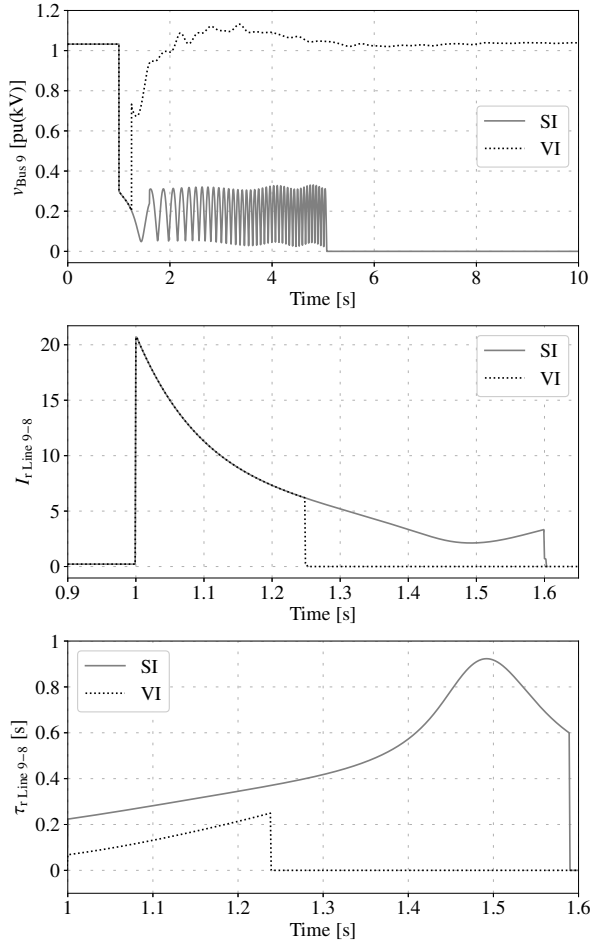 1.2
1
0.8
0.6
0.4
0.2
0
v Bus 9 [pu(kV)]
SI
VI
0 2 4 6 8 10
Time [s]
20
15
10
5
0
I r Line 9−8
SI
VI
0.9 1 1.1 1.2 1.3 1.4 1.5 1.6
Time [s]
1
0.8
0.6
0.4
0.2
0
τ r Line 9−8 [s]
SI
VI
1 1.1 1.2 1.3 1.4 1.5 1.6
Time [s]